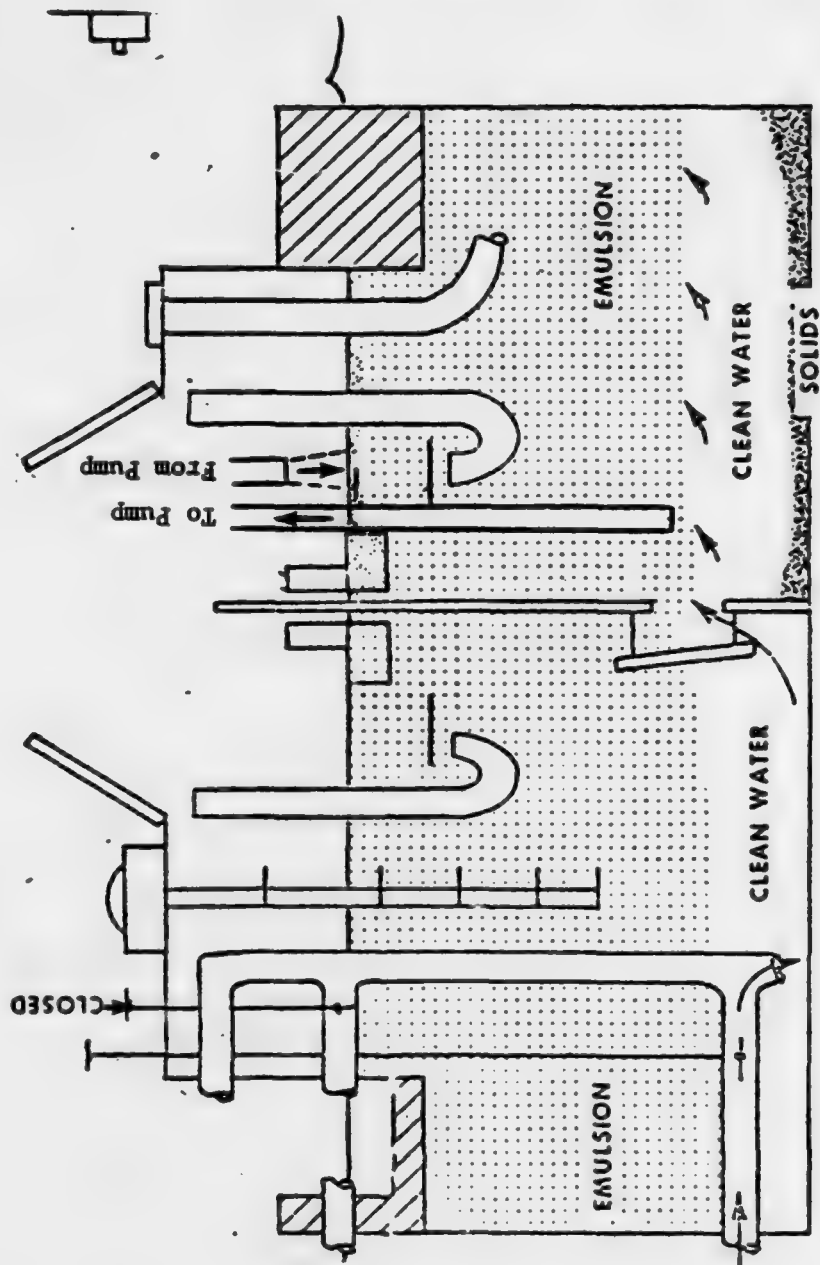 EMULSION
CLEAN WATER
SOLIDS
From Pump
To Pump
CLEAN WATER
CLOSED
EMULSION